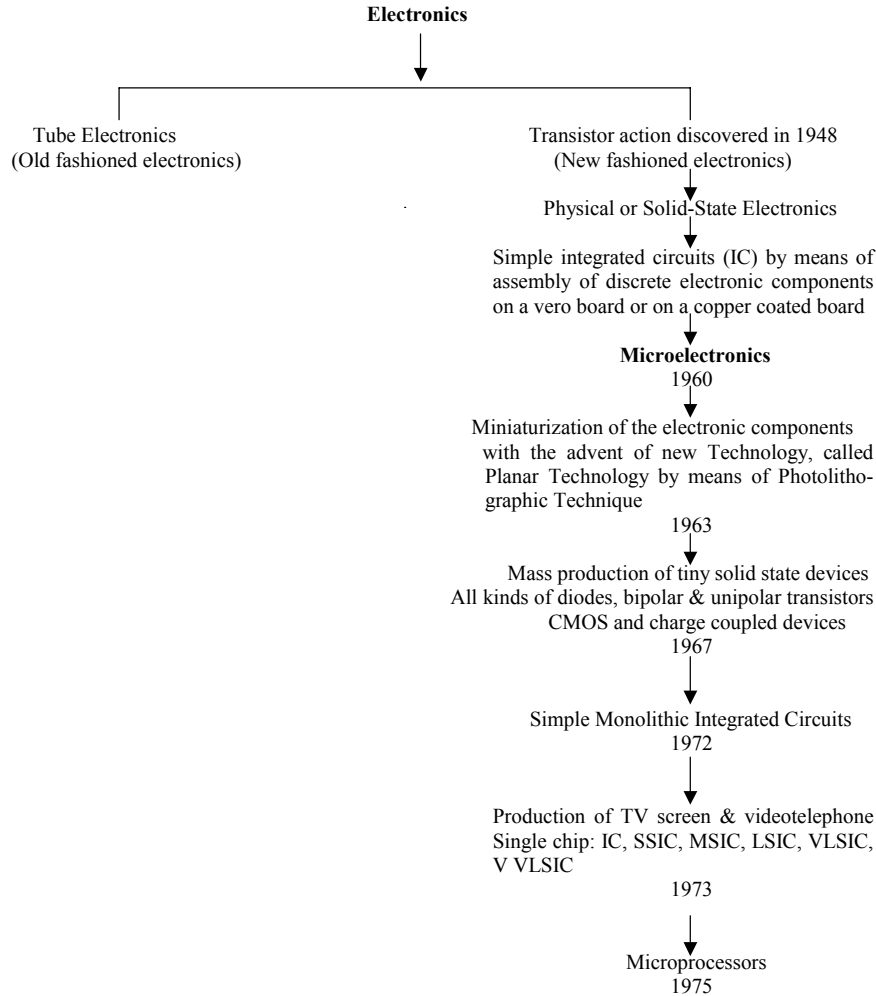 Electronics
Tube Electronics
(Old fashioned electronics)
Transistor action discovered in 1948
(New fashioned electronics)
Physical or Solid-State Electronics
Simple integrated circuits (IC) by means of
assembly of discrete electronic components
on a vero board or on a copper coated board
Microelectronics
1960
Miniaturization of the electronic components
with the advent of new Technology, called
Planar Technology by means of Photolitho-
graphic Technique
1963
Mass production of tiny solid state devices
All kinds of diodes, bipolar & unipolar transistors
CMOS and charge coupled devices
1967
Simple Monolithic Integrated Circuits
1972
Production of TV screen & videotelephone
Single chip: IC, SSIC, MSIC, LSIC, VLSIC,
V VLSIC
1973
Microprocessors
1975